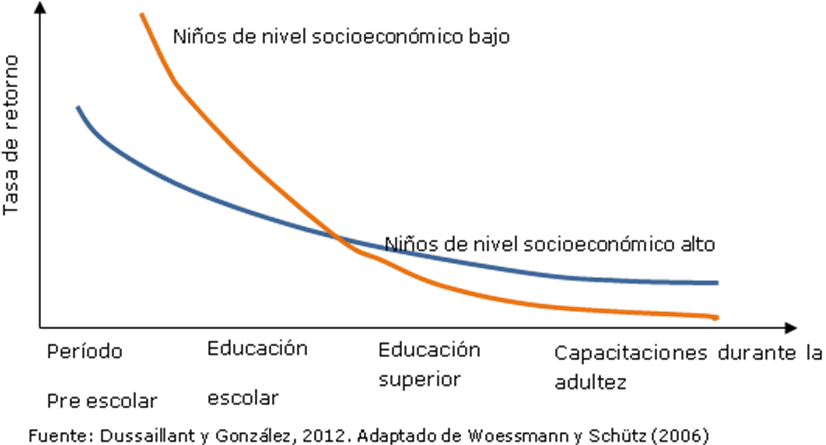 Niños de nivel socioeconómico bajo
Tasa de retorno
Niños de nivel socioeconómico alto
Período
Pre escolar
Educación
escolar
Educación
superior
Capacitaciones durante la
adultez
Fuente: Dussaillant y González, 2012. Adaptado de Woessmann y Schütz (2006)